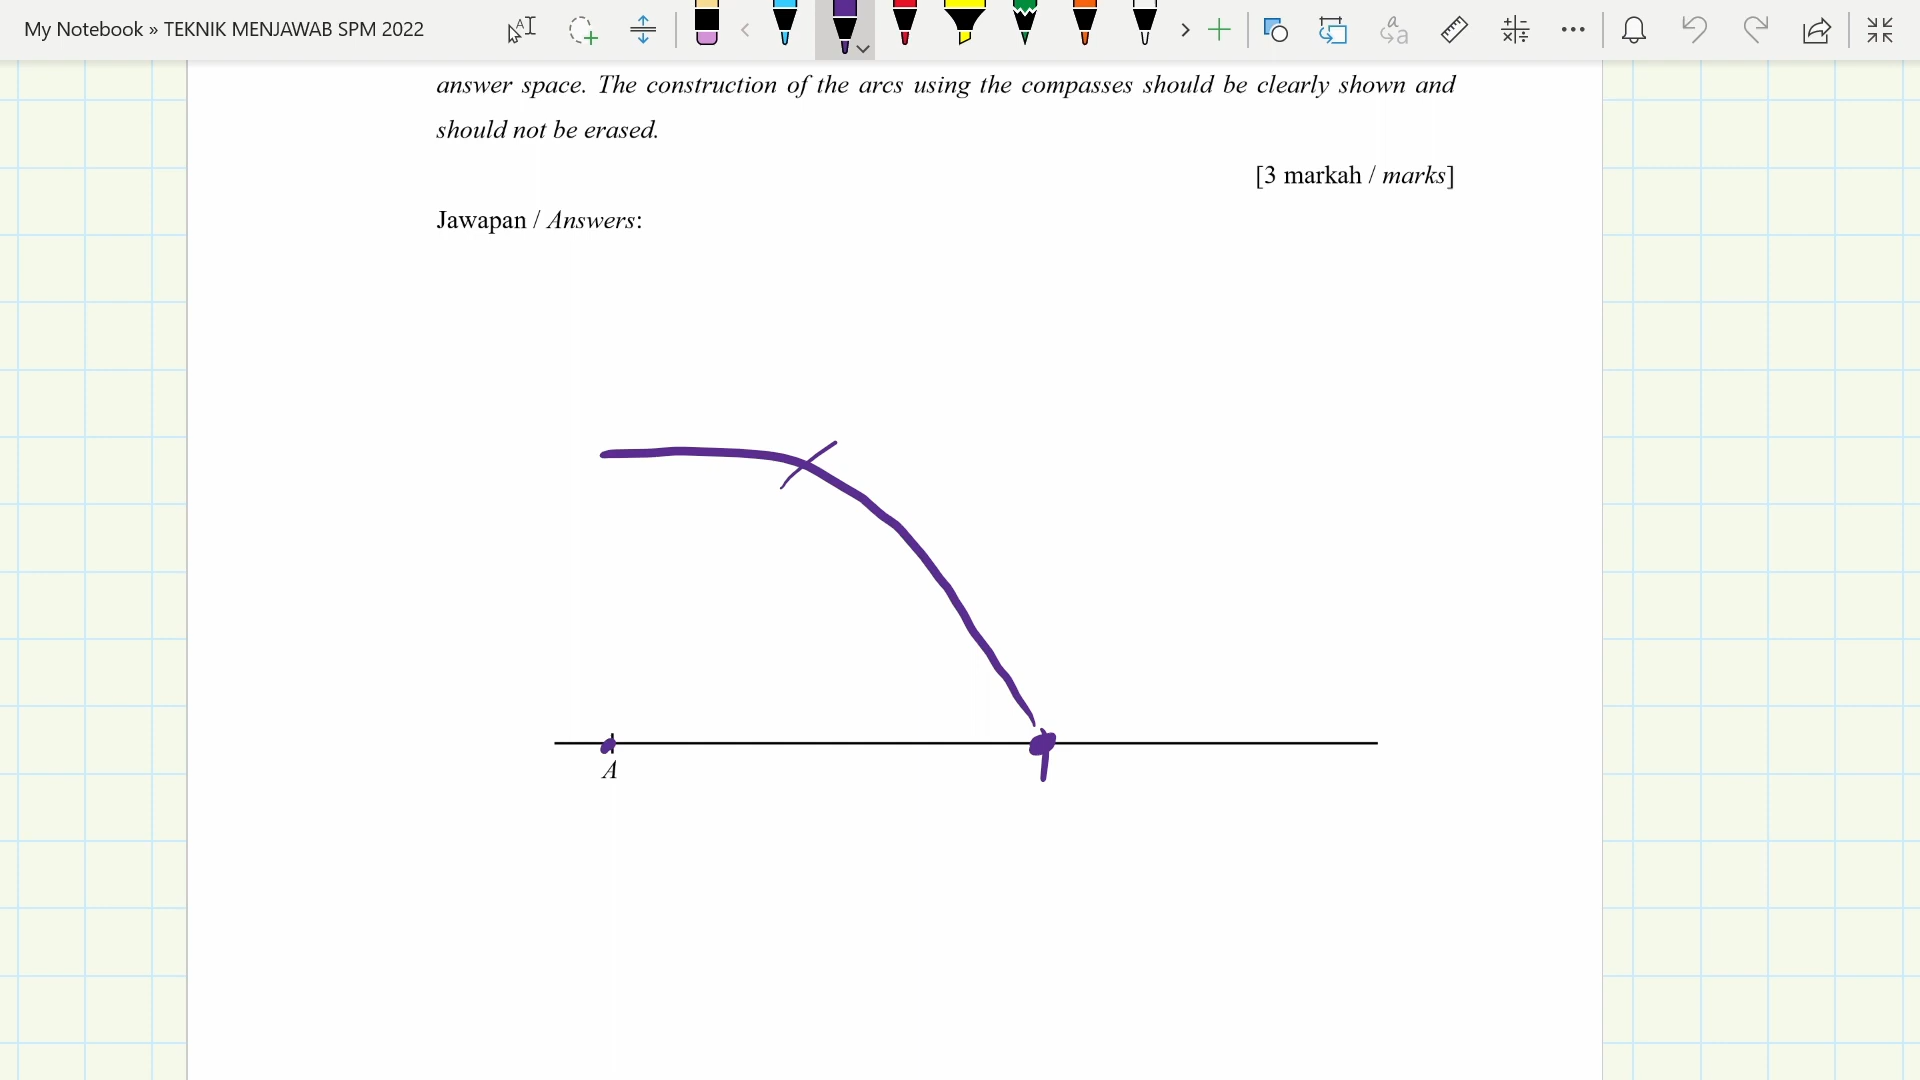 My Notebook » TEKNIK MENJAWAB SPM 2022
answer space. The construction of the arcs using the compasses should be clearly shown and
should not be erased.
[3 markah / marks]
Jawapan / Answers:
A